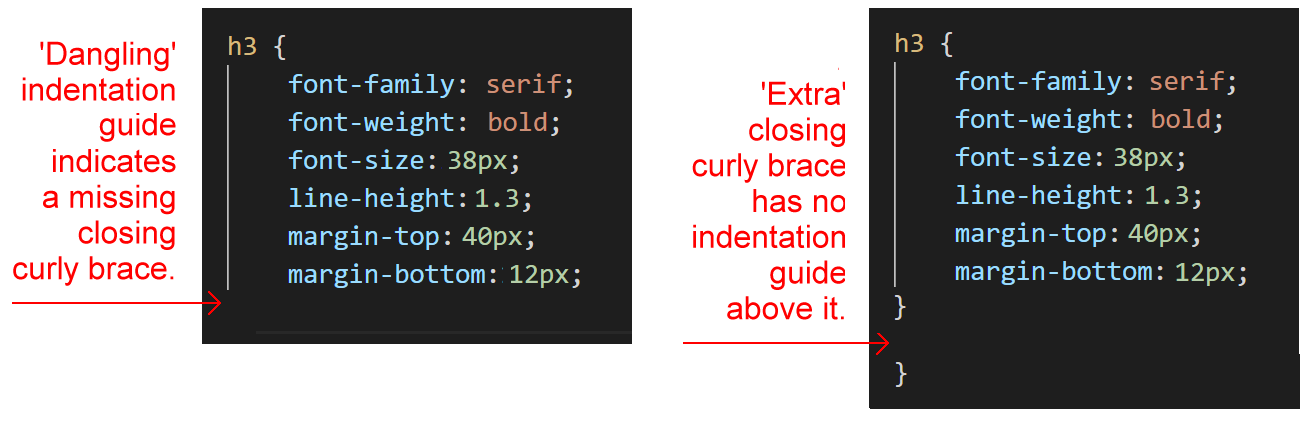 'Dangling'
indentation
guide
indicates
a missing
closing
curly brace.
h3 {
font-family: serif;
font-weight: bold;
font-size: 38px;
line-height: 1.3;
margin-top: 40px;
margin-bottom: 12px;
'Extra'
closing
curly brace
has no
indentation
guide
above it.
h3 {
font-family: serif;
font-weight: bold;
font-size: 38px;
line-height: 1.3;
margin-top: 40px;
margin-bottom: 12px;
}
}